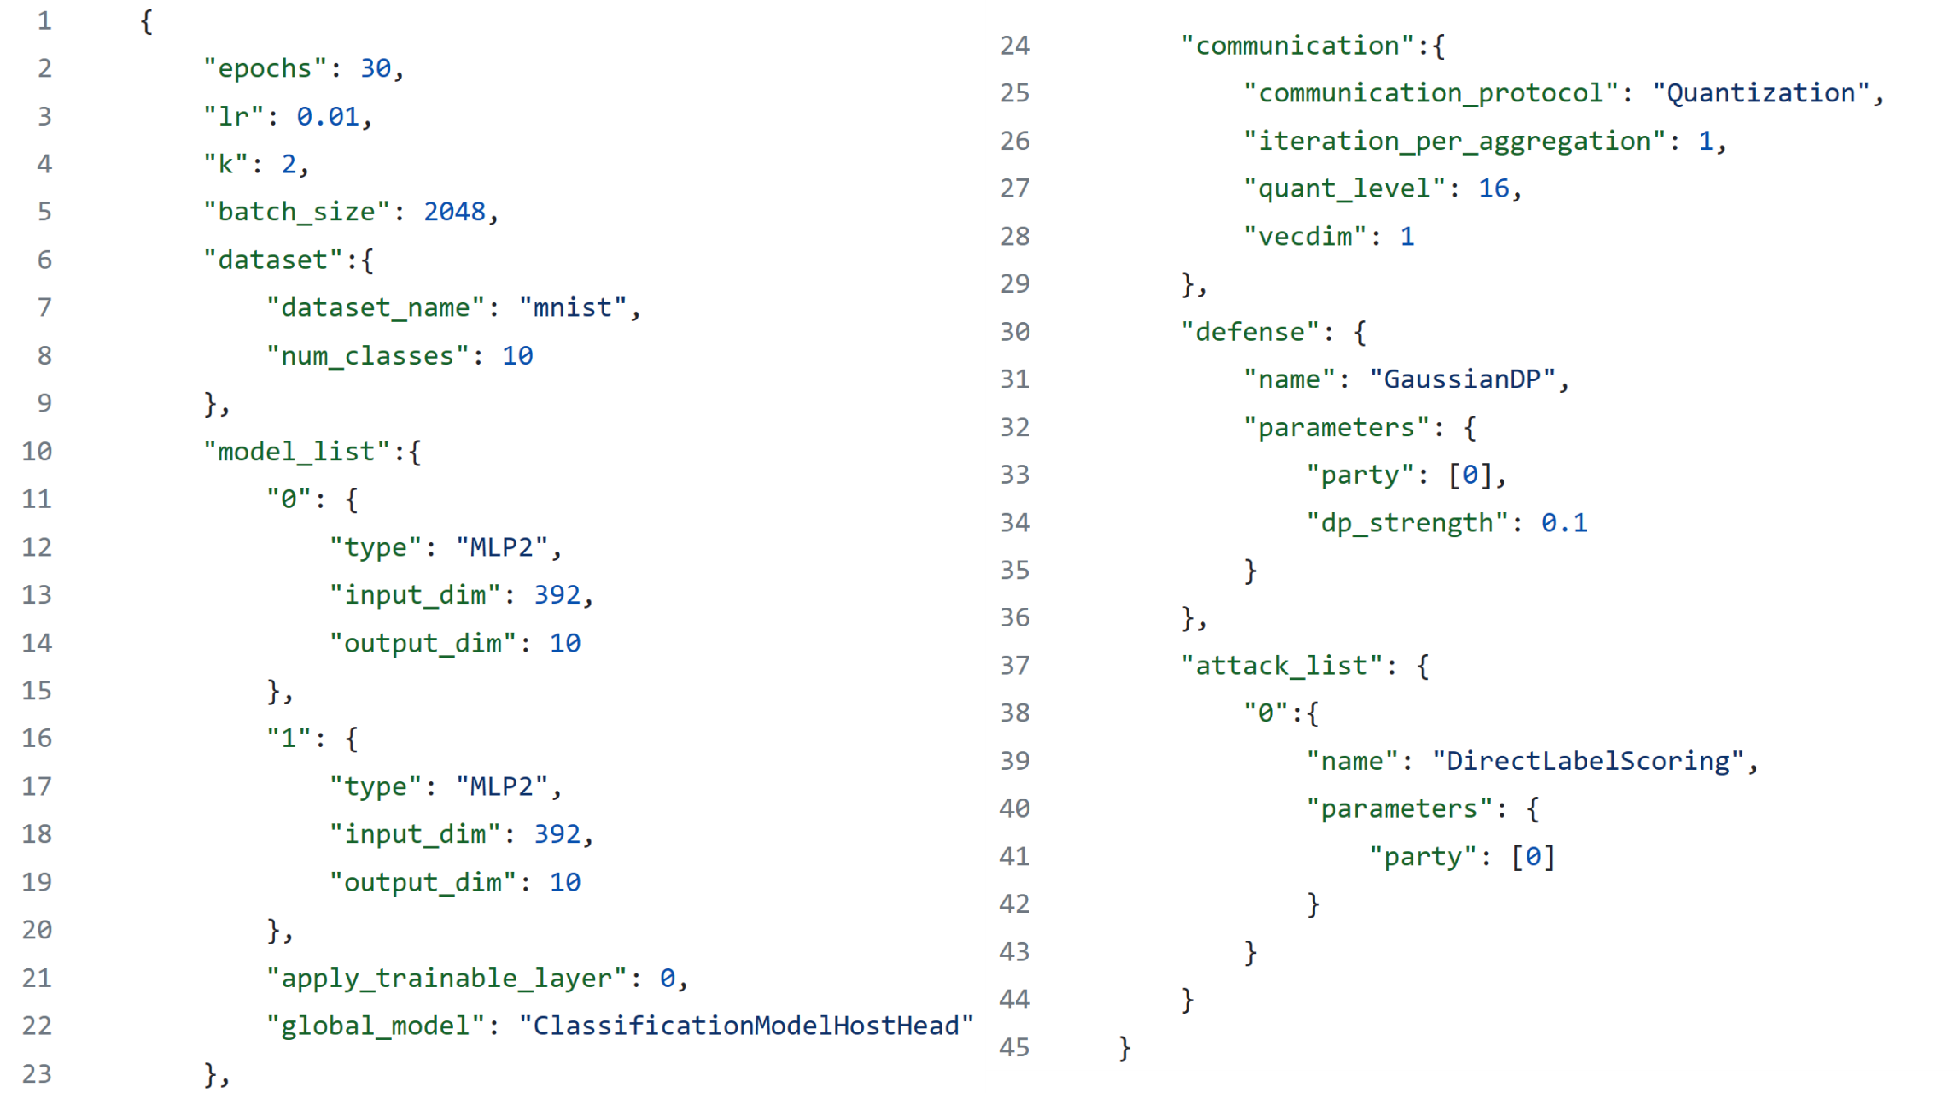 1 {
2 "epochs": 30,
3 "lr": 0.01,
4 "k": 2,
5 "batch_size": 2048,
6 "dataset":{
7 "dataset_name": "mnist",
8 "num_classes": 10
9 },
10 "model_list":{
11 "0": {
12 "type": "MLP2",
13 "input_dim": 392,
14 "output_dim": 10
15 },
16 "1": {
17 "type": "MLP2",
18 "input_dim": 392,
19 "output_dim": 10
20 },
21 "apply_trainable_layer": 0,
22 "global_model": "ClassificationModelHostHead"
23 },
24 "communication":{
25 "communication_protocol": "Quantization",
26 "iteration_per_aggregation": 1,
27 "quant_level": 16,
28 "vecdim": 1
29 },
30 "defense": {
31 "name": "GaussianDP",
32 "parameters": {
33 "party": [0],
34 "dp_strength": 0.1
35 }
36 },
37 "attack_list": {
38 "0":{
39 "name": "DirectLabelScoring",
40 "parameters": {
41 "party": [0]
42 }
43 }
44 }
45 }